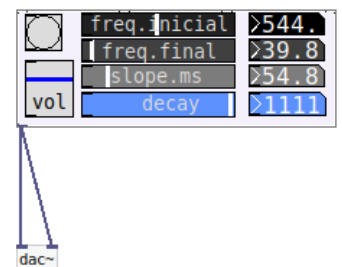 freq.inicial >544.
freq.final >39.8
slope.ms >54.8
vol decay >1111
dac~